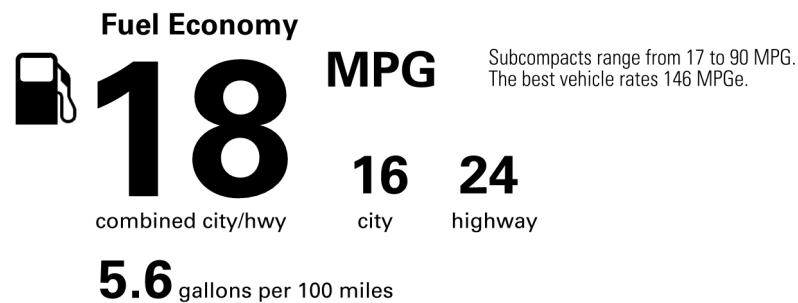 Fuel Economy
18 MPG
Subcompacts range from 17 to 90 MPG.
The best vehicle rates 146 MPGe.
combined city/hwy
16
city
24
highway
5.6 gallons per 100 miles